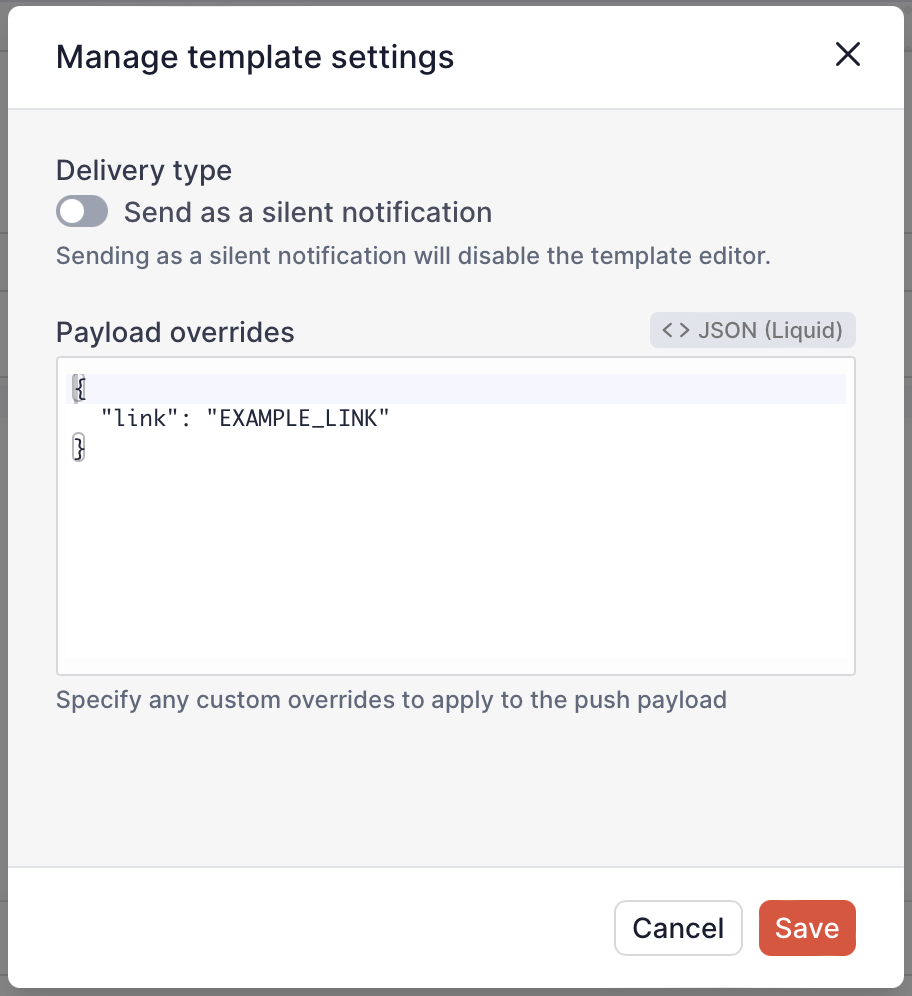 Manage template settings
Delivery type
Send as a silent notification
Sending as a silent notification will disable the template editor.
Payload overrides
<> JSON (Liquid)
{
  "link": "EXAMPLE_LINK"
}
Specify any custom overrides to apply to the push payload
Cancel
Save